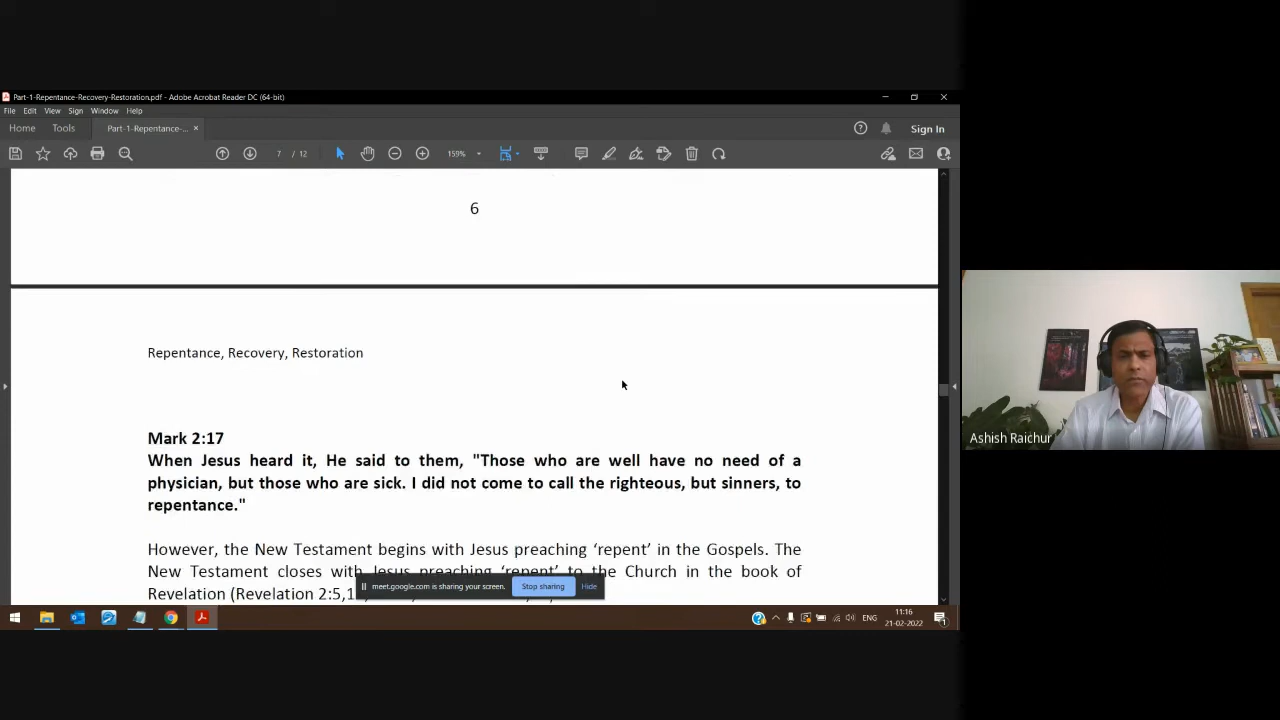 Part-1-Repentance-Recovery-Restoration.pdf - Adobe Acrobat Reader DC (64-bit)
File Edit View Sign Window Help
Home Tools Part-1-Repentance-... × Sign In
7 / 12 159%
6
Repentance, Recovery, Restoration
Mark 2:17
When Jesus heard it, He said to them, "Those who are well have no need of a
physician, but those who are sick. I did not come to call the righteous, but sinners, to
repentance."
However, the New Testament begins with Jesus preaching ‘repent’ in the Gospels. The
New Testament closes with Jesus preaching ‘repent’ to the Church in the book of
Revelation (Revelation 2:5,1
meet.google.com is sharing your screen. Stop sharing Hide
Ashish Raichur
ENG
11:16
21-02-2022